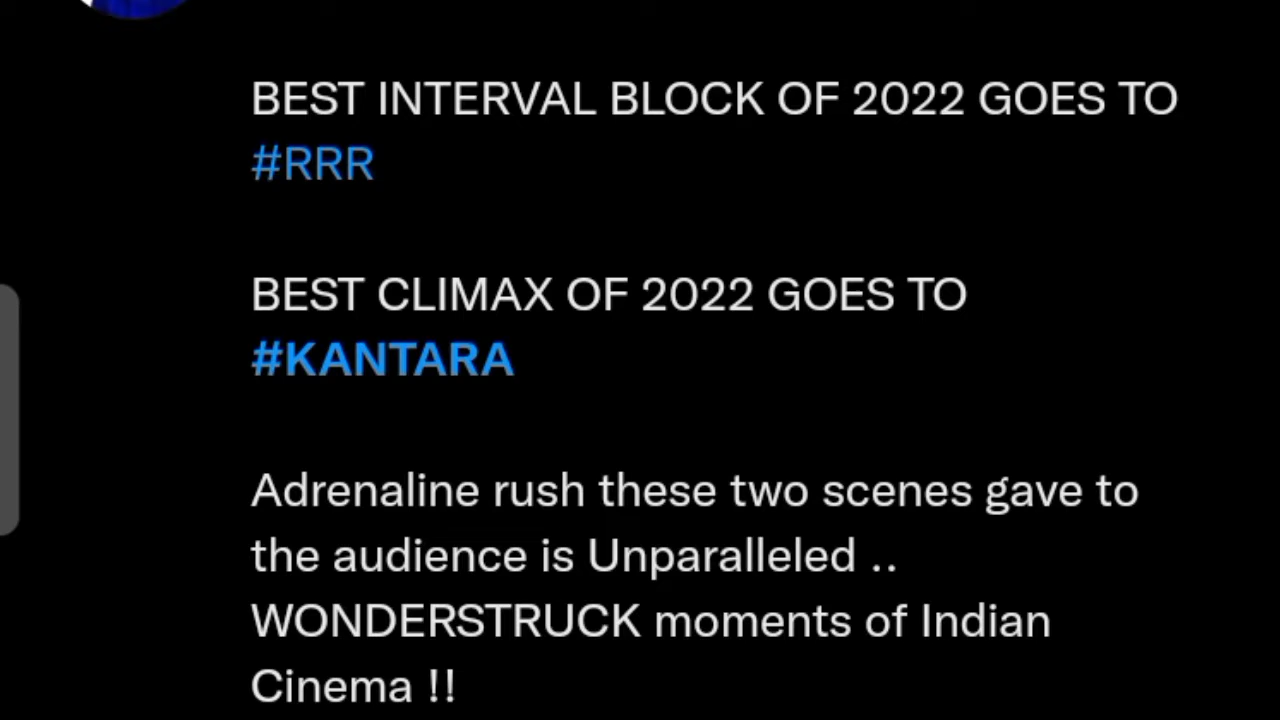 BEST INTERVAL BLOCK OF 2022 GOES TO
#RRR
BEST CLIMAX OF 2022 GOES TO
#KANTARA
Adrenaline rush these two scenes gave to
the audience is Unparalleled ..
WONDERSTRUCK moments of Indian
Cinema !!